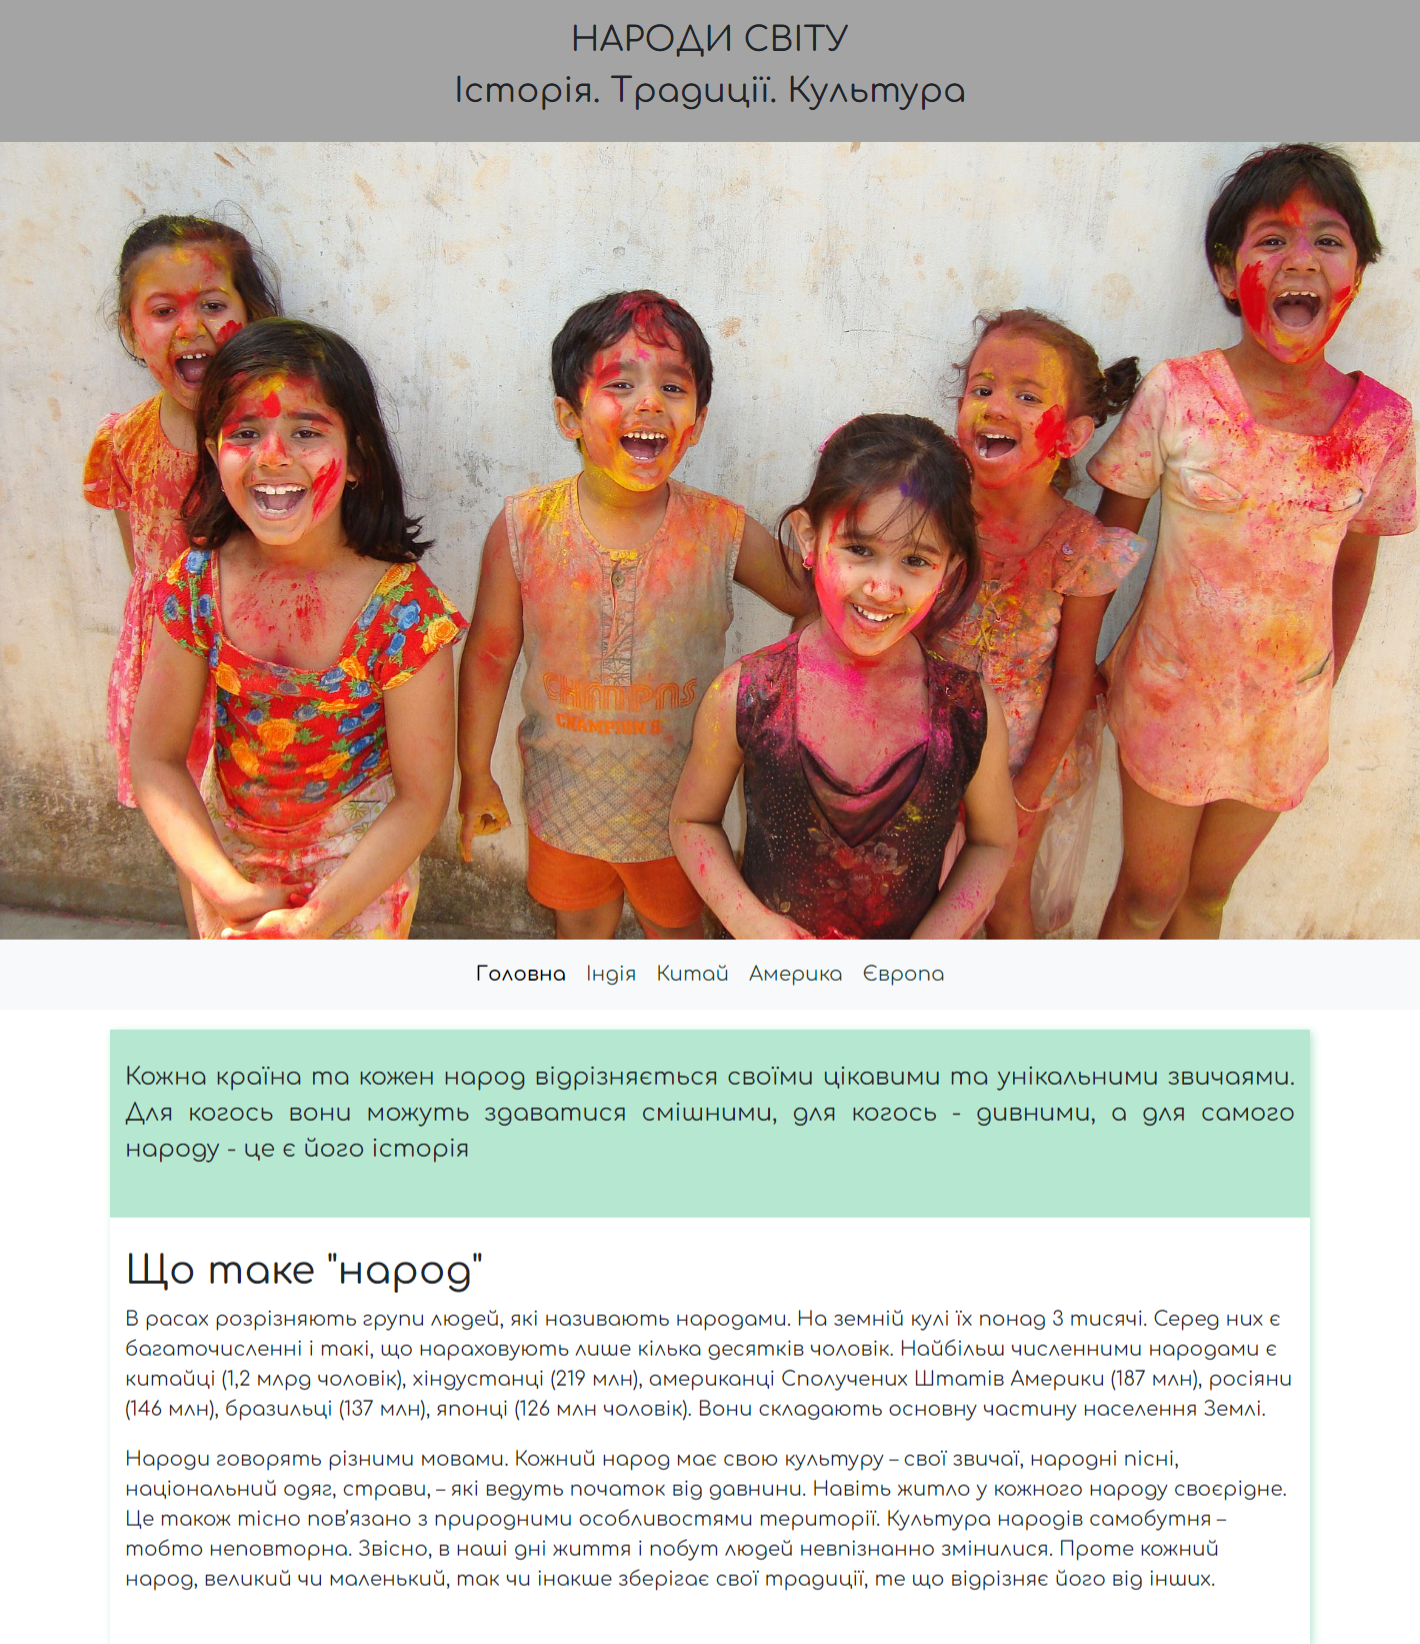 НАРОДИ СВІТУ
Історія. Традиції. Культура
CHAMPIONS
Головна Індія Китай Америка Європа
Кожна країна та кожен народ відрізняється своїми цікавими та унікальними звичаями.
Для когось вони можуть здаватися смішними, для когось - дивними, а для самого
народу - це є його історія
Що таке "народ"
В расах розрізняють групи людей, які називають народами. На земній кулі їх понад 3 тисячі. Серед них є
багаточисленні і такі, що нараховують лише кілька десятків чоловік. Найбільш численними народами є
китайці (1,2 млрд чоловік), хіндустанці (219 млн), американці Сполучених Штатів Америки (187 млн), росіяни
(146 млн), бразильці (137 млн), японці (126 млн чоловік). Вони складають основну частину населення Землі.
Народи говорять різними мовами. Кожний народ має свою культуру – свої звичаї, народні пісні,
національний одяг, страви, – які ведуть початок від давнини. Навіть житло у кожного народу своєрідне.
Це також тісно пов’язано з природними особливостями території. Культура народів самобутня –
тобто неповторна. Звісно, в наші дні життя і побут людей невпізнанно змінилися. Проте кожний
народ, великий чи маленький, так чи інакше зберігає свої традиції, те що відрізняє його від інших.